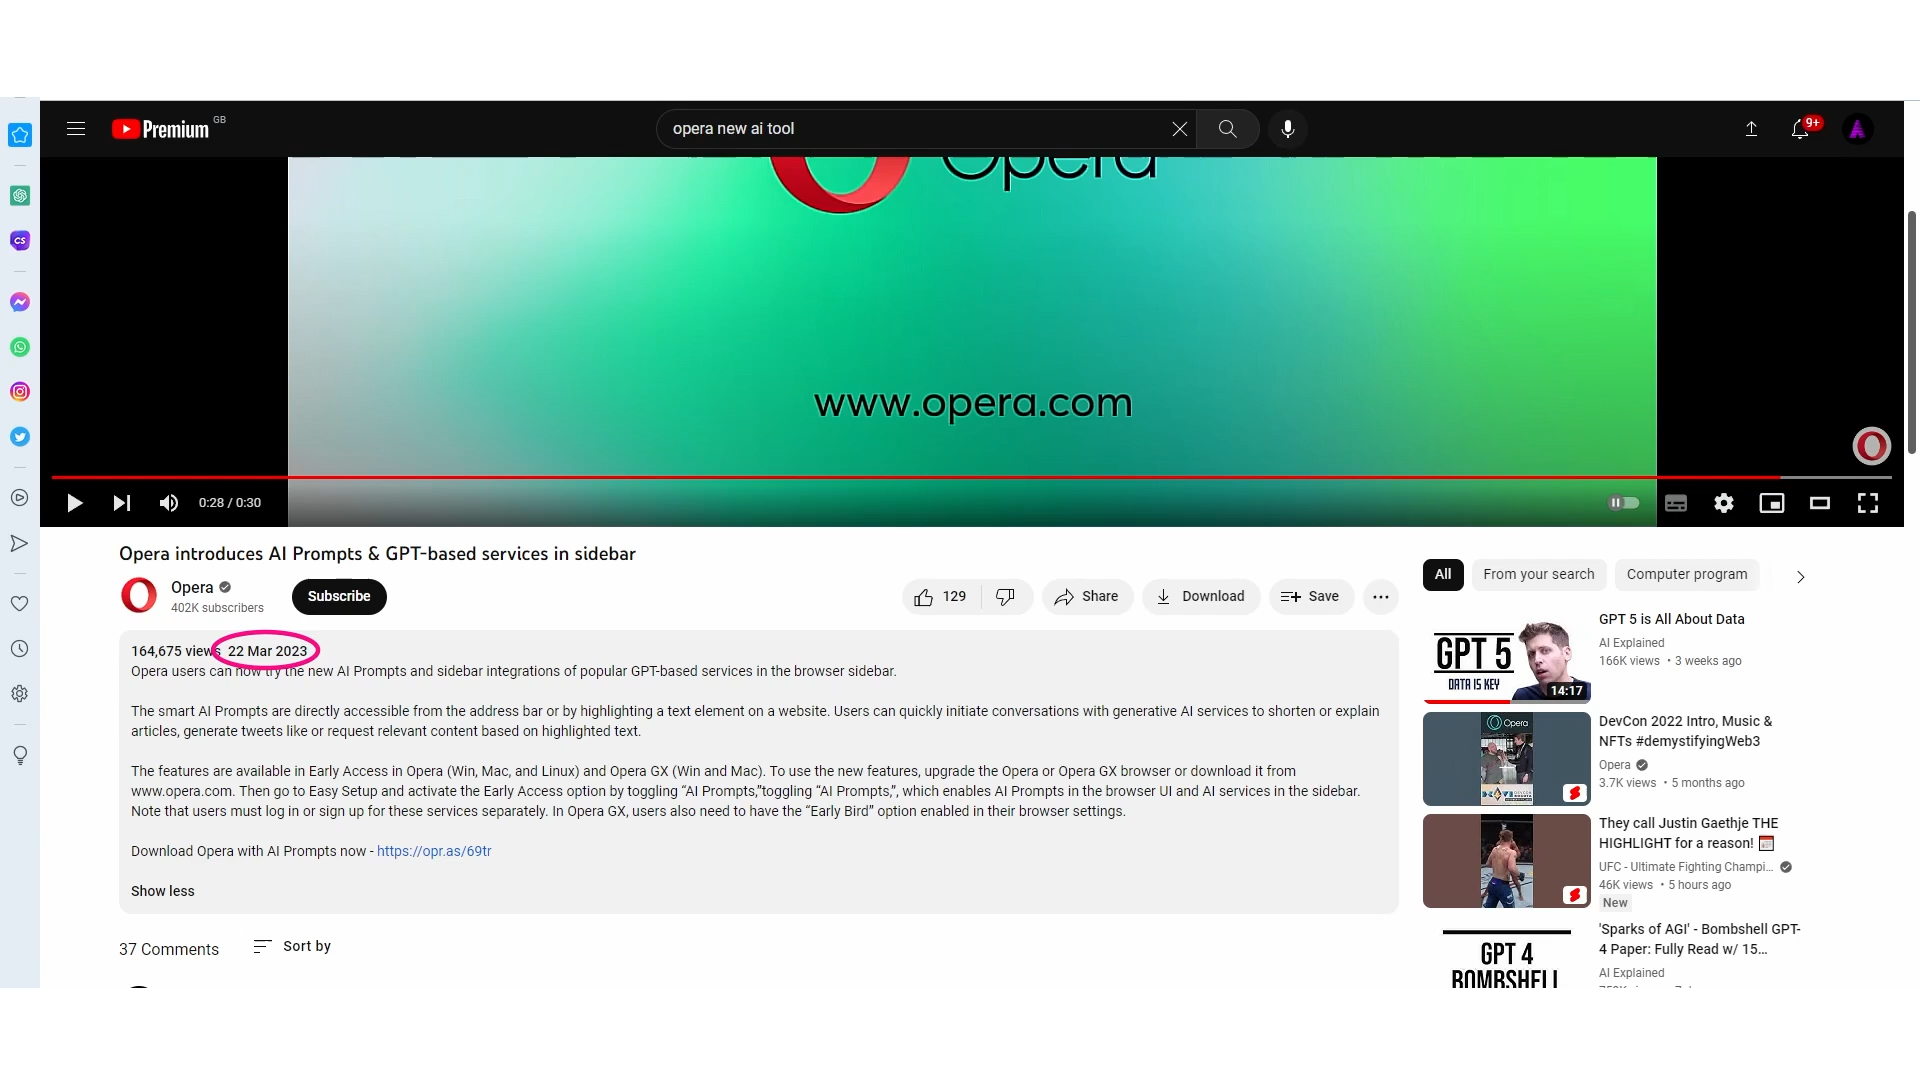 Premium GB
opera new ai tool
9+
Opera
www.opera.com
0:28 / 0:30
Opera introduces AI Prompts & GPT-based services in sidebar
Opera
402K subscribers
Subscribe
129
Share
Download
Save
164,675 views 22 Mar 2023
Opera users can now try the new AI Prompts and sidebar integrations of popular GPT-based services in the browser sidebar.
The smart AI Prompts are directly accessible from the address bar or by highlighting a text element on a website. Users can quickly initiate conversations with generative AI services to shorten or explain
articles, generate tweets like or request relevant content based on highlighted text.
The features are available in Early Access in Opera (Win, Mac, and Linux) and Opera GX (Win and Mac). To use the new features, upgrade the Opera or Opera GX browser or download it from
www.opera.com. Then go to Easy Setup and activate the Early Access option by toggling “AI Prompts,”toggling “AI Prompts,”, which enables AI Prompts in the browser UI and AI services in the sidebar.
Note that users must log in or sign up for these services separately. In Opera GX, users also need to have the “Early Bird” option enabled in their browser settings.
Download Opera with AI Prompts now - https://opr.as/69tr
Show less
37 Comments
Sort by
All
From your search
Computer program
GPT 5
DATA IS KEY
14:17
GPT 5 is All About Data
AI Explained
166K views • 3 weeks ago
Opera
DevCon 2022 Intro, Music &
NFTs #demystifyingWeb3
Opera
3.7K views • 5 months ago
They call Justin Gaethje THE
HIGHLIGHT for a reason!
UFC - Ultimate Fighting Champi...
46K views • 5 hours ago
New
GPT 4
BOMBSHELL
'Sparks of AGI' - Bombshell GPT-
4 Paper: Fully Read w/ 15...
AI Explained
CS